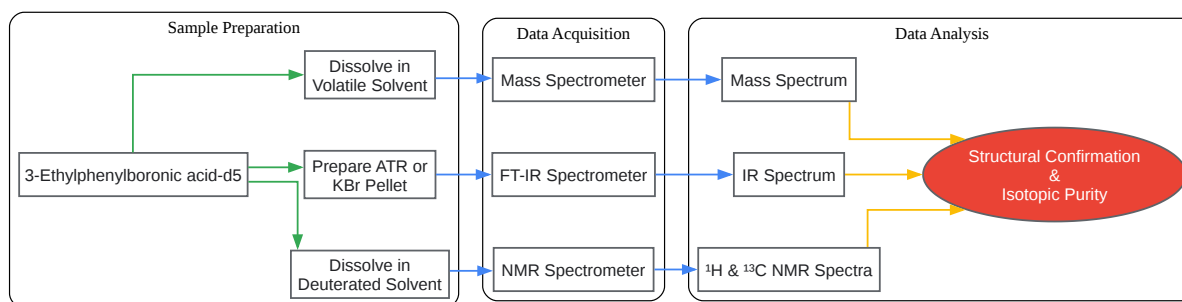 Sample Preparation
Data Acquisition
Data Analysis
Dissolve in
Volatile Solvent
Mass Spectrometer
Mass Spectrum
3-Ethylphenylboronic acid-d5
Prepare ATR or
KBr Pellet
FT-IR Spectrometer
IR Spectrum
Structural Confirmation
&
Isotopic Purity
Dissolve in
Deuterated Solvent
NMR Spectrometer
¹H & ¹³C NMR Spectra